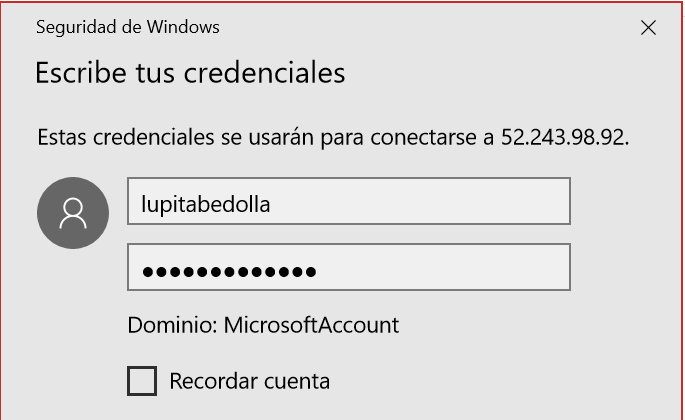 Seguridad de Windows
Escribe tus credenciales
Estas credenciales se usarán para conectarse a 52.243.98.92.
lupitabedolla
●●●●●●●●●●●●●
Dominio: MicrosoftAccount
Recordar cuenta